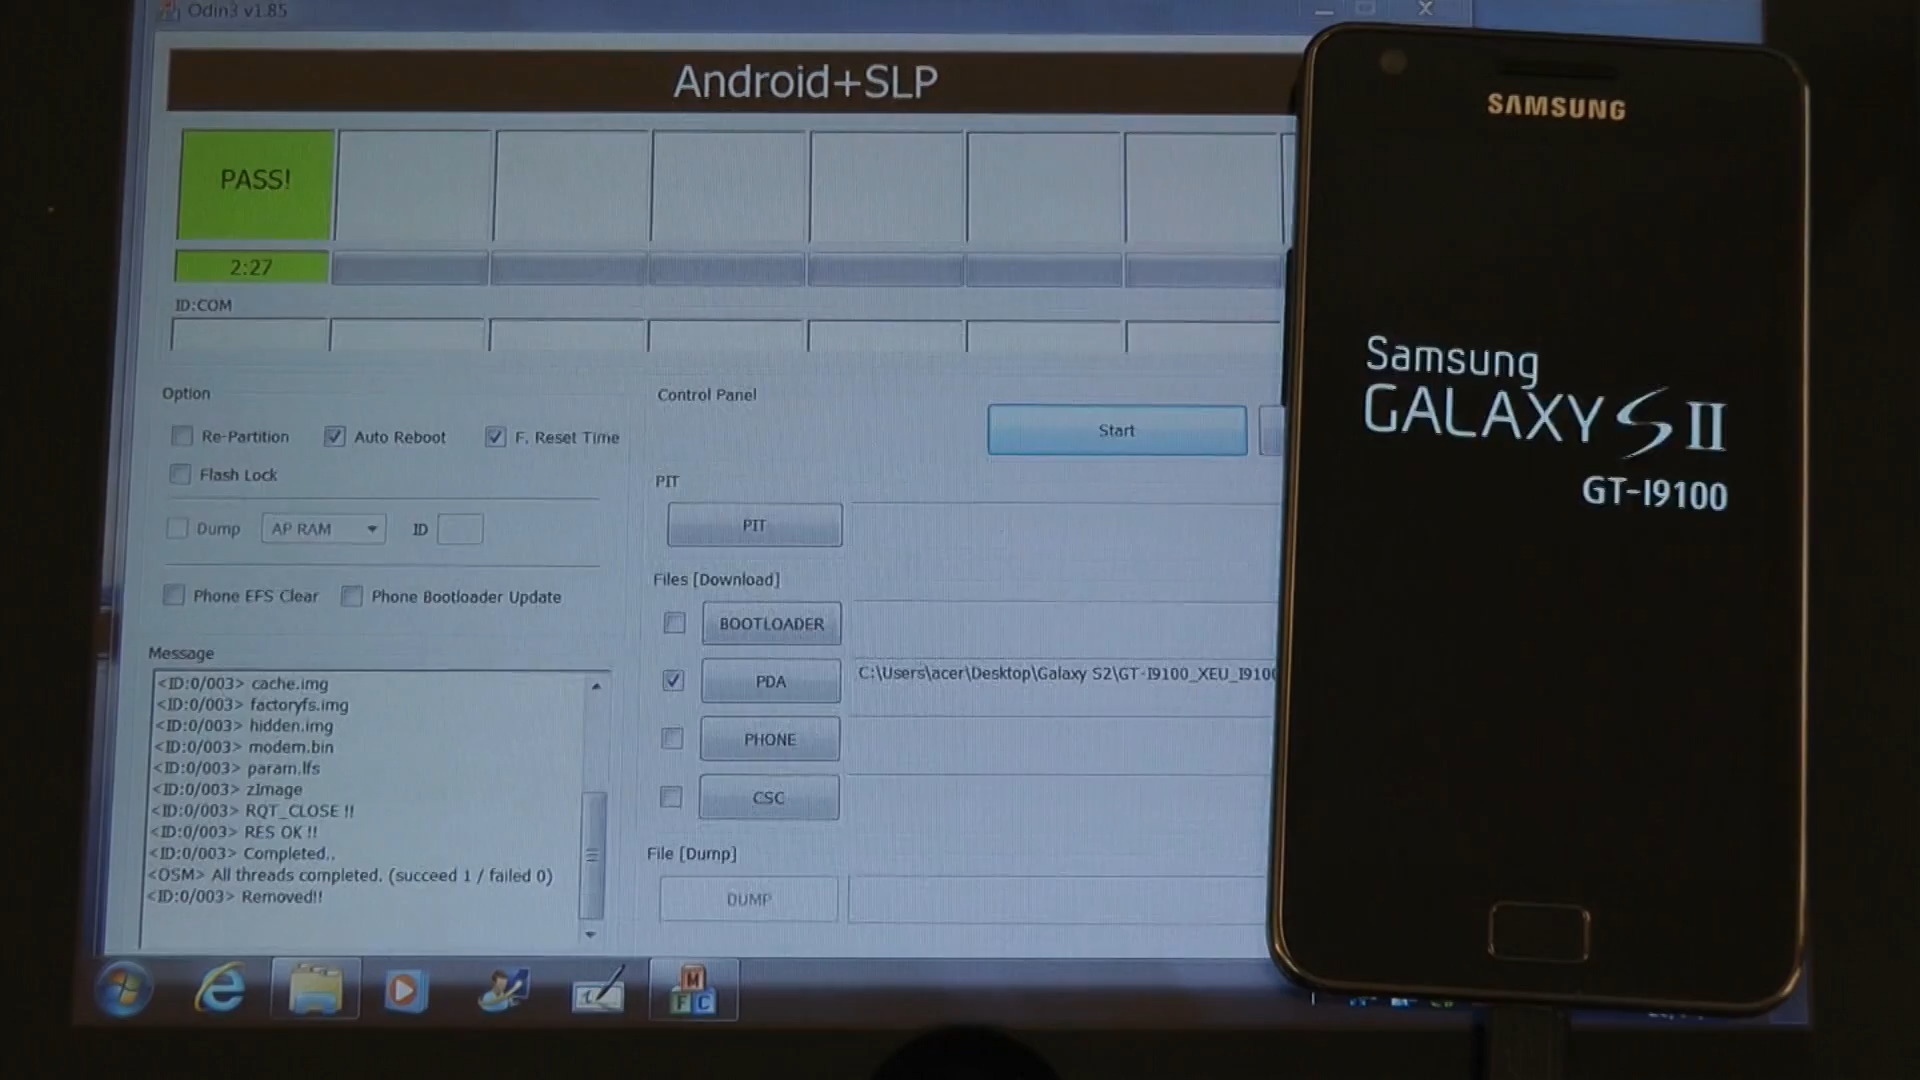 Odin3 v1.85
Android+SLP
PASS!
2:27
ID:COM
Option
Re-Partition
Auto Reboot
F. Reset Time
Flash Lock
Dump
AP RAM
ID
Phone EFS Clear
Phone Bootloader Update
Message
<ID:0/003> cache.img
<ID:0/003> factoryfs.img
<ID:0/003> hidden.img
<ID:0/003> modem.bin
<ID:0/003> param.lfs
<ID:0/003> zImage
<ID:0/003> RQT_CLOSE !!
<ID:0/003> RES OK !!
<ID:0/003> Completed..
<OSM> All threads completed. (succeed 1 / failed 0)
<ID:0/003> Removed!!
Control Panel
Start
PIT
PIT
Files [Download]
BOOTLOADER
PDA
C:\Users\acer\Desktop\Galaxy S2\GT-I9100_XEU_I9100
PHONE
CSC
File [Dump]
DUMP
M
F C
SAMSUNG
Samsung
GALAXY S II
GT-I9100